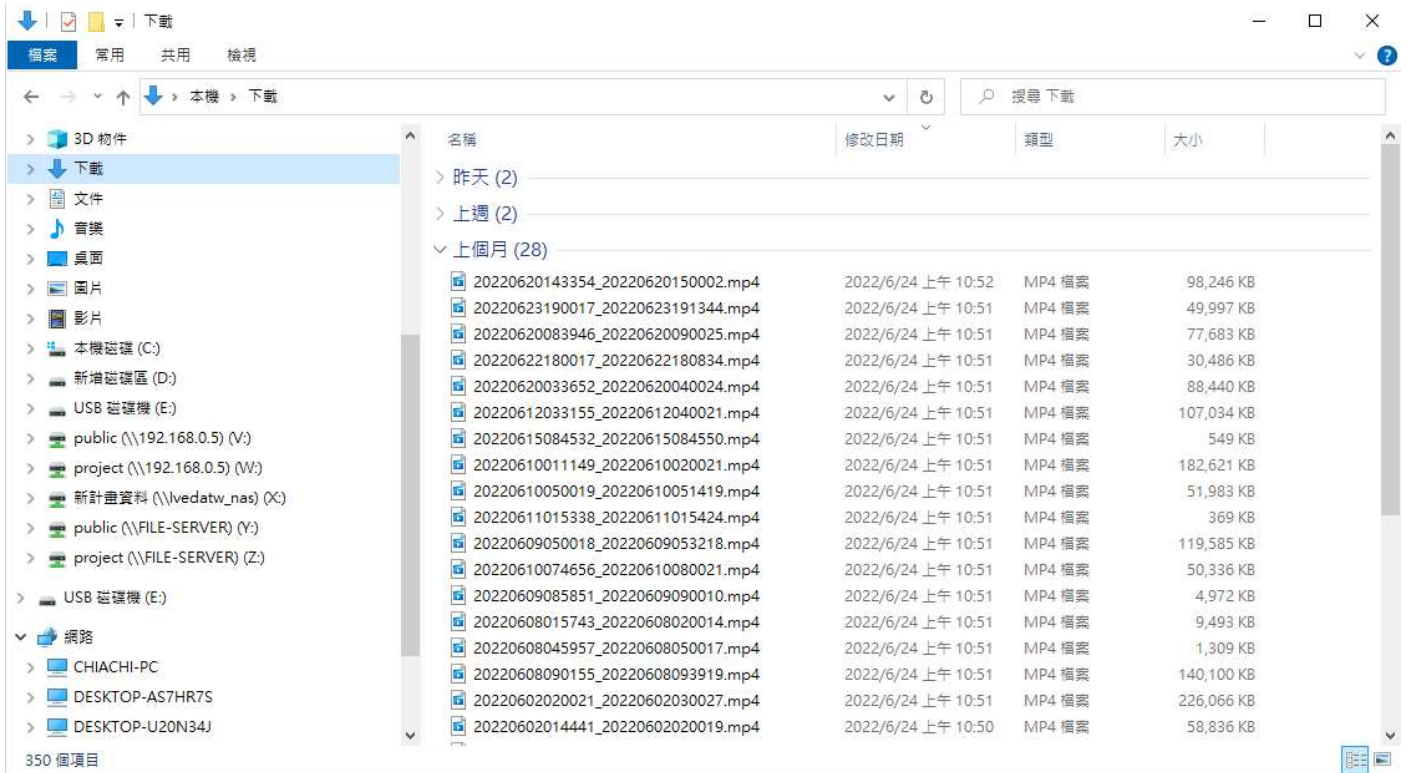 下載
檔案 常用 共用 檢視
本機 下載 搜尋 下載
3D 物件
下載
文件
音樂
桌面
圖片
影片
本機磁碟 (C:)
新增磁碟區 (D:)
USB 磁碟機 (E:)
public (\\192.168.0.5) (V:)
project (\\192.168.0.5) (W:)
新計畫資料 (\\lvedatw_nas) (X:)
public (\\FILE-SERVER) (Y:)
project (\\FILE-SERVER) (Z:)
USB 磁碟機 (E:)
網路
CHIACHI-PC
DESKTOP-AS7HR7S
DESKTOP-U20N34J
名稱 修改日期 類型 大小
昨天 (2)
上週 (2)
上個月 (28)
20220620143354_20220620150002.mp4 2022/6/24 上午 10:52 MP4 檔案 98,246 KB
20220623190017_20220623191344.mp4 2022/6/24 上午 10:51 MP4 檔案 49,997 KB
20220620083946_20220620090025.mp4 2022/6/24 上午 10:51 MP4 檔案 77,683 KB
20220622180017_20220622180834.mp4 2022/6/24 上午 10:51 MP4 檔案 30,486 KB
20220620033652_20220620040024.mp4 2022/6/24 上午 10:51 MP4 檔案 88,440 KB
20220612033155_20220612040021.mp4 2022/6/24 上午 10:51 MP4 檔案 107,034 KB
20220615084532_20220615084550.mp4 2022/6/24 上午 10:51 MP4 檔案 549 KB
20220610011149_20220610020021.mp4 2022/6/24 上午 10:51 MP4 檔案 182,621 KB
20220610050019_20220610051419.mp4 2022/6/24 上午 10:51 MP4 檔案 51,983 KB
20220611015338_20220611015424.mp4 2022/6/24 上午 10:51 MP4 檔案 369 KB
20220609050018_20220609053218.mp4 2022/6/24 上午 10:51 MP4 檔案 119,585 KB
20220610074656_20220610080021.mp4 2022/6/24 上午 10:51 MP4 檔案 50,336 KB
20220609085851_20220609090010.mp4 2022/6/24 上午 10:51 MP4 檔案 4,972 KB
20220608015743_20220608020014.mp4 2022/6/24 上午 10:51 MP4 檔案 9,493 KB
20220608045957_20220608050017.mp4 2022/6/24 上午 10:51 MP4 檔案 1,309 KB
20220608090155_20220608093919.mp4 2022/6/24 上午 10:51 MP4 檔案 140,100 KB
20220602020021_20220602030027.mp4 2022/6/24 上午 10:51 MP4 檔案 226,066 KB
20220602014441_20220602020019.mp4 2022/6/24 上午 10:50 MP4 檔案 58,836 KB
350 個項目